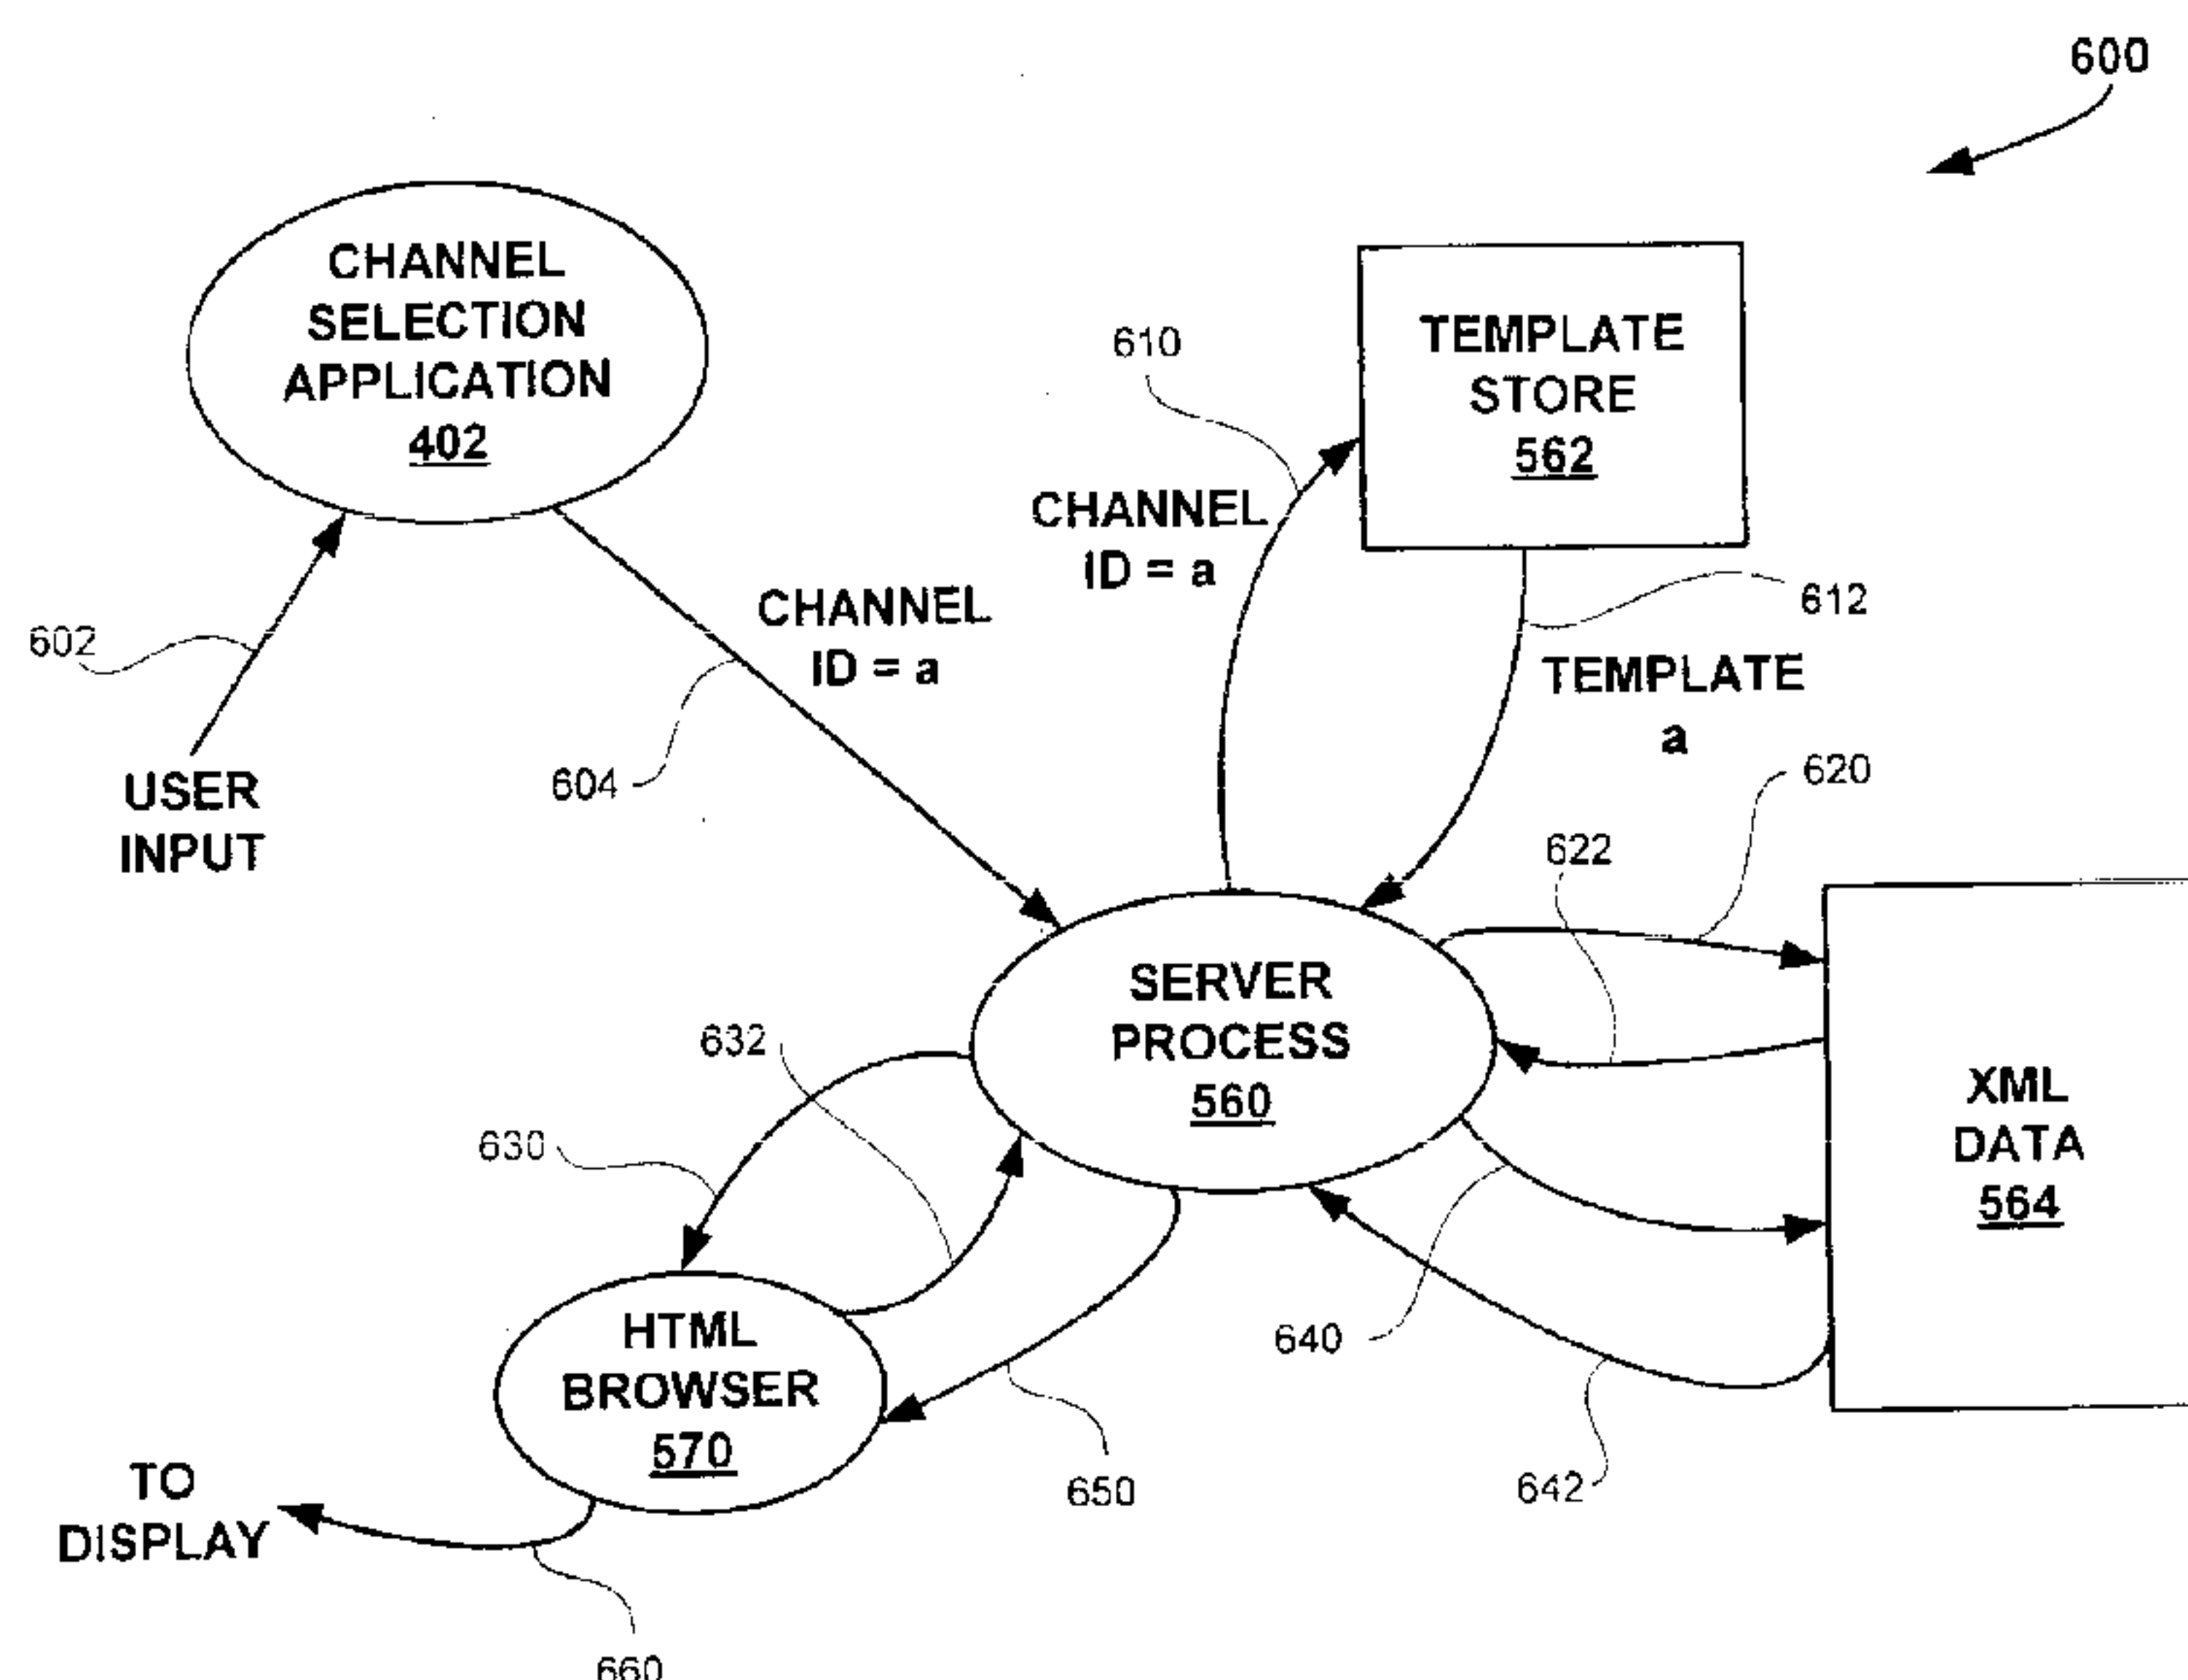 600
CHANNEL
SELECTION
APPLICATION
402
TEMPLATE
STORE
562
610
CHANNEL
ID = a
612
CHANNEL
ID = a
602
TEMPLATE
a
604
620
USER
INPUT
622
SERVER
PROCESS
560
632
XML
DATA
564
630
HTML
BROWSER
570
640
650
642
TO
DISPLAY
660